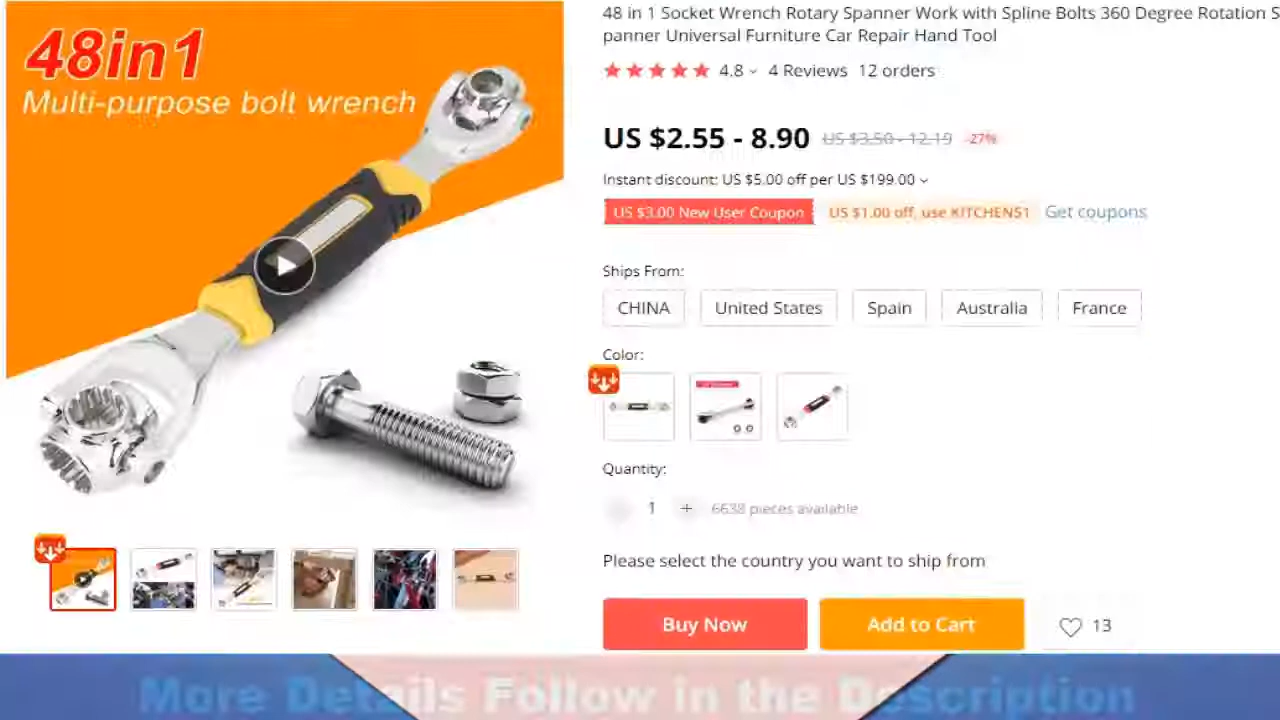 48in1
Multi-purpose bolt wrench
48 in 1 Socket Wrench Rotary Spanner Work with Spline Bolts 360 Degree Rotation S
panner Universal Furniture Car Repair Hand Tool
4.8 4 Reviews 12 orders
US $2.55 - 8.90 US $3.50 - 12.19 -27%
Instant discount: US $5.00 off per US $199.00
US $3.00 New User Coupon US $1.00 off, use KITCHENS1 Get coupons
Ships From:
CHINA United States Spain Australia France
Color:
Quantity:
1 + 6638 pieces available
Please select the country you want to ship from
Buy Now Add to Cart 13
More Details Follow in the Description